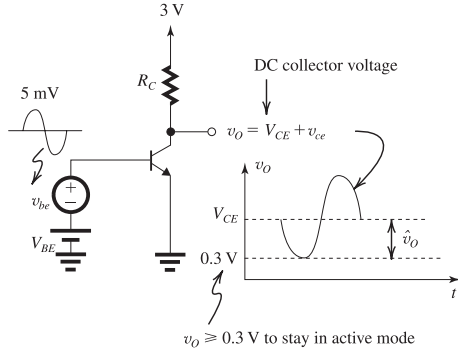 3 V
DC collector voltage
R_C
5 mV
v_O = V_CE + v_ce
v_O
v_be
V_CE
v̂_O
V_BE
0.3 V
t
v_O ⩾ 0.3 V to stay in active mode